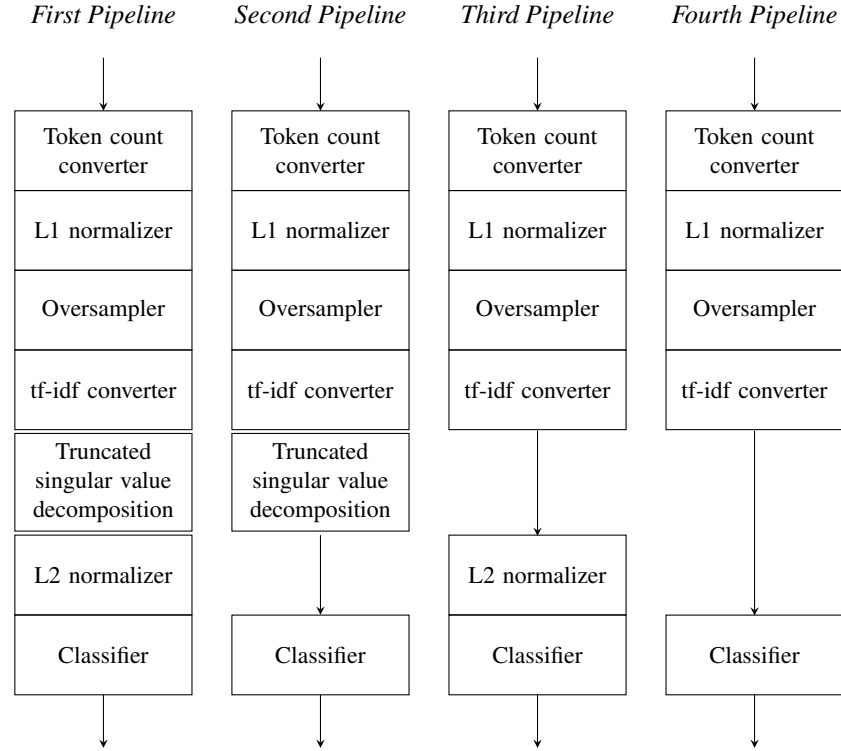 First Pipeline
Second Pipeline
Third Pipeline
Fourth Pipeline
Token count
converter
Token count
converter
Token count
converter
Token count
converter
L1 normalizer
L1 normalizer
L1 normalizer
L1 normalizer
Oversampler
Oversampler
Oversampler
Oversampler
tf-idf converter
tf-idf converter
tf-idf converter
tf-idf converter
Truncated
singular value
decomposition
Truncated
singular value
decomposition
L2 normalizer
L2 normalizer
Classifier
Classifier
Classifier
Classifier